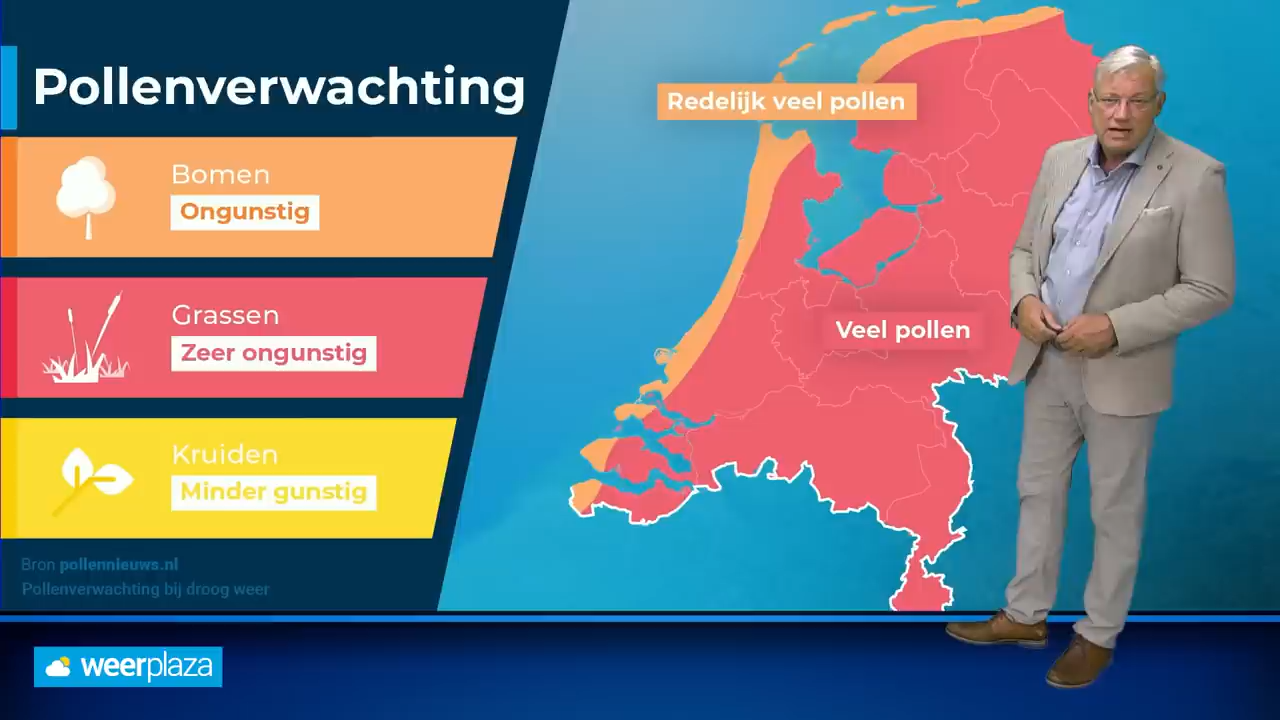 Pollenverwachting
Bomen
Ongunstig
Grassen
Zeer ongunstig
Kruiden
Minder gunstig
Bron pollennieuws.nl
Pollenverwachting bij droog weer
Redelijk veel pollen
Veel pollen
weerplaza